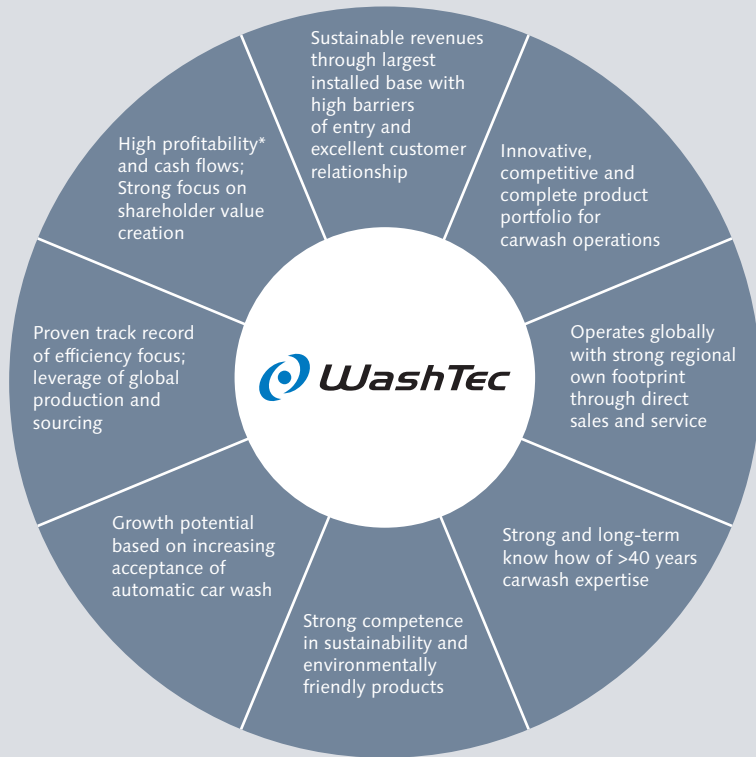 Sustainable revenues
through largest
installed base with
high barriers
of entry and
excellent customer
relationship
Innovative,
competitive and
complete product
portfolio for
carwash operations
Operates globally
with strong regional
own footprint
through direct
sales and service
Strong and long-term
know how of >40 years
carwash expertise
Strong competence
in sustainability and
environmentally
friendly products
Growth potential
based on increasing
acceptance of
automatic car wash
Proven track record
of efficiency focus;
leverage of global
production and
sourcing
High profitability*
and cash flows;
Strong focus on
shareholder value
creation
WashTec